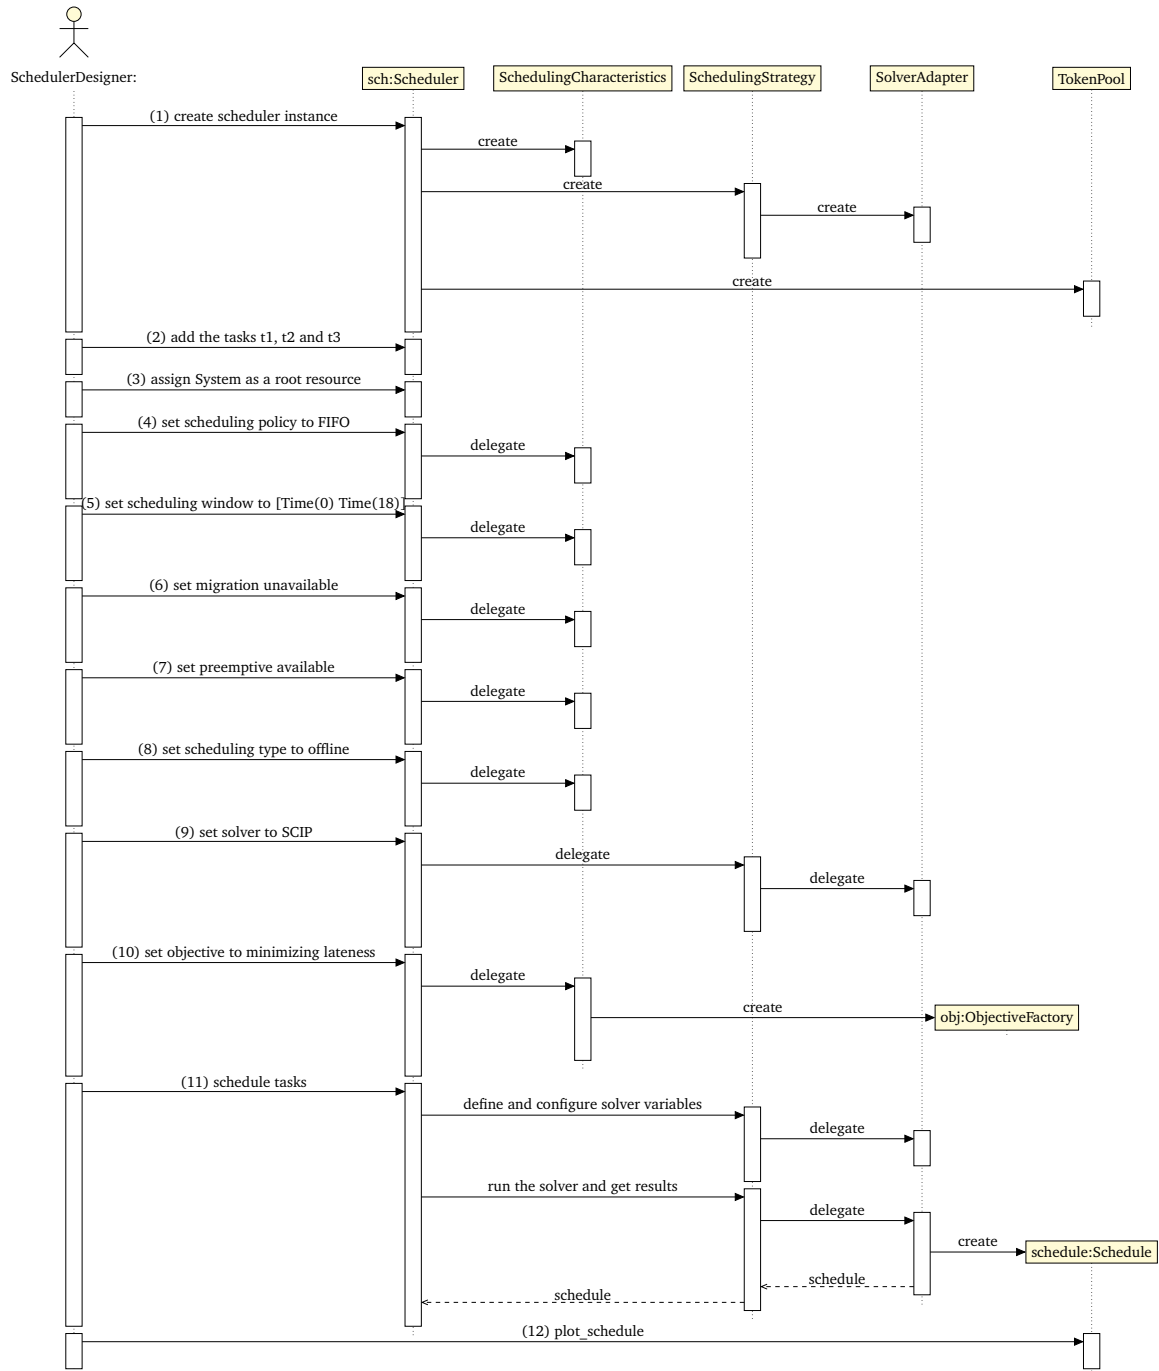 SchedulerDesigner:
sch:Scheduler
SchedulingCharacteristics
SchedulingStrategy
SolverAdapter
TokenPool
(1) create scheduler instance
create
create
create
create
(2) add the tasks t1, t2 and t3
(3) assign System as a root resource
(4) set scheduling policy to FIFO
delegate
(5) set scheduling window to [Time(0) Time(18)]
delegate
(6) set migration unavailable
delegate
(7) set preemptive available
delegate
(8) set scheduling type to offline
delegate
(9) set solver to SCIP
delegate
delegate
(10) set objective to minimizing lateness
delegate
create
obj:ObjectiveFactory
(11) schedule tasks
define and configure solver variables
delegate
run the solver and get results
delegate
create
schedule:Schedule
schedule
schedule
(12) plot_schedule